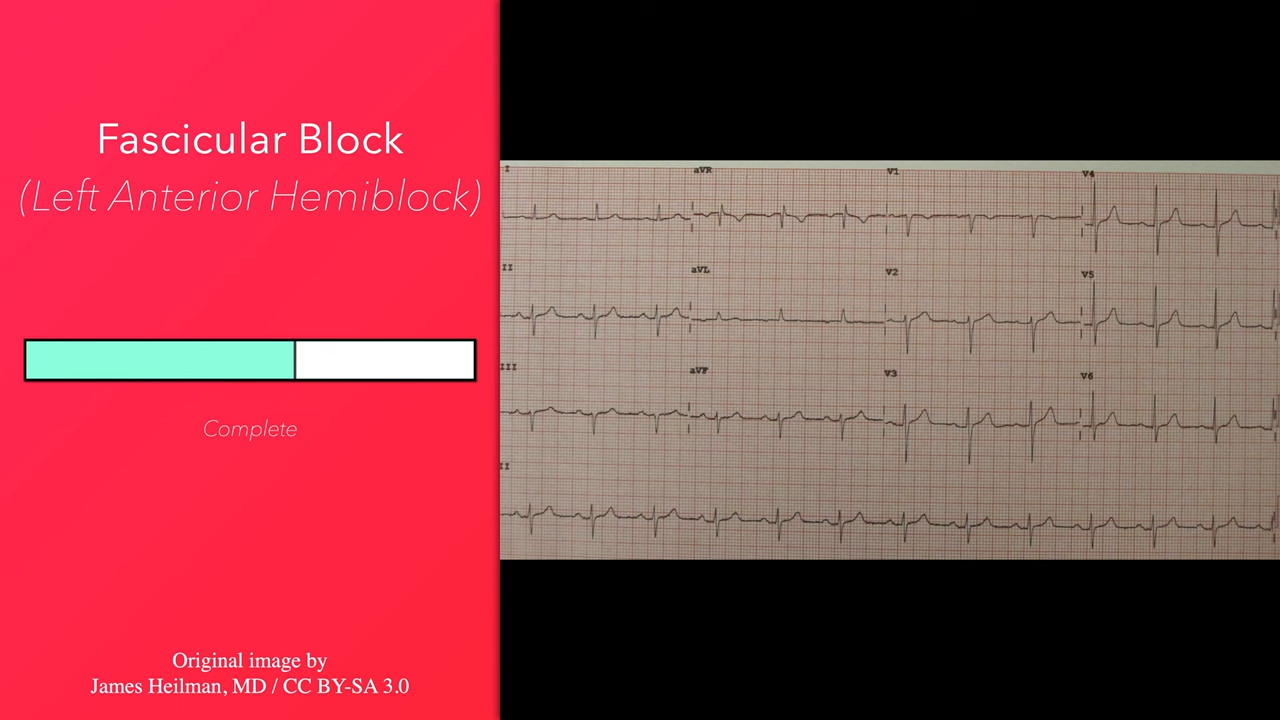 Fascicular Block
(Left Anterior Hemiblock)
Complete
Original image by
James Heilman, MD / CC BY-SA 3.0
I aVR V1 V4
II aVL V2 V5
III aVF V3 V6
II